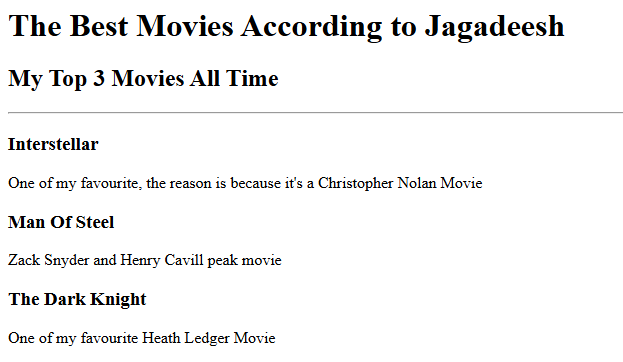 The Best Movies According to Jagadeesh
My Top 3 Movies All Time
Interstellar
One of my favourite, the reason is because it's a Christopher Nolan Movie
Man Of Steel
Zack Snyder and Henry Cavill peak movie
The Dark Knight
One of my favourite Heath Ledger Movie